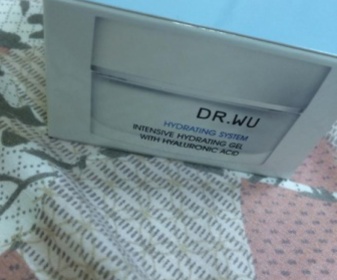 DR.WU
HYDRATING SYSTEM
INTENSIVE HYDRATING GEL
WITH HYALURONIC ACID